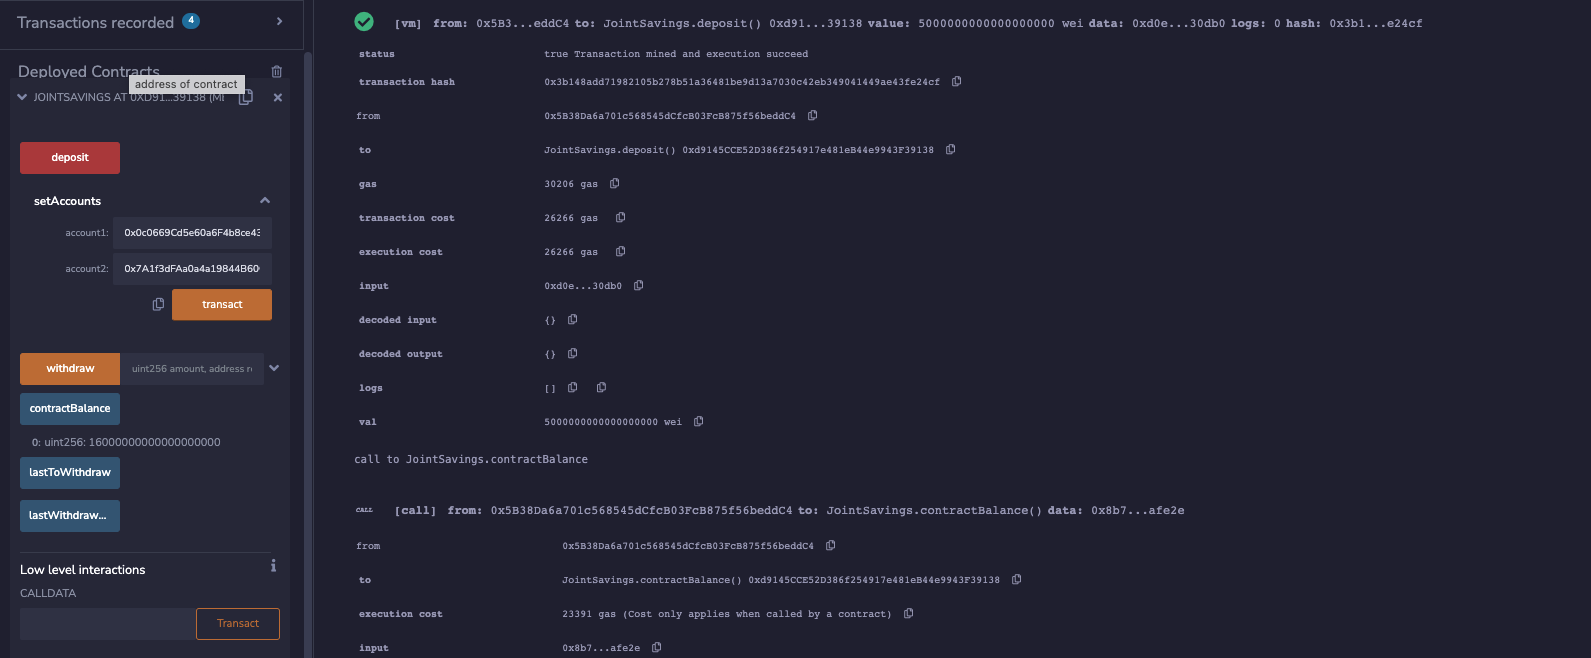 Transactions recorded 4
Deployed Contracts
address of contract
JOINTSAVINGS AT 0XD91...39138 (ME
deposit
setAccounts
account1: 0x0c0669Cd5e60a6F4b8ce43
account2: 0x7A1f3dFAa0a4a19844B60
transact
withdraw uint256 amount, address re
contractBalance
0: uint256: 16000000000000000000
lastToWithdraw
lastWithdraw...
Low level interactions
i
CALLDATA
Transact
[vm] from: 0x5B3...eddC4 to: JointSavings.deposit() 0xd91...39138 value: 5000000000000000000 wei data: 0xd0e...30db0 logs: 0 hash: 0x3b1...e24cf
status true Transaction mined and execution succeed
transaction hash 0x3b148add71982105b278b51a36481be9d13a7030c42eb349041449ae43fe24cf
from 0x5B38Da6a701c568545dCfcB03FcB875f56beddC4
to JointSavings.deposit() 0xd9145CCE52D386f254917e481eB44e9943F39138
gas 30206 gas
transaction cost 26266 gas
execution cost 26266 gas
input 0xd0e...30db0
decoded input {}
decoded output {}
logs []
val 5000000000000000000 wei
call to JointSavings.contractBalance
CALL [call] from: 0x5B38Da6a701c568545dCfcB03FcB875f56beddC4 to: JointSavings.contractBalance() data: 0x8b7...afe2e
from 0x5B38Da6a701c568545dCfcB03FcB875f56beddC4
to JointSavings.contractBalance() 0xd9145CCE52D386f254917e481eB44e9943F39138
execution cost 23391 gas (Cost only applies when called by a contract)
input 0x8b7...afe2e